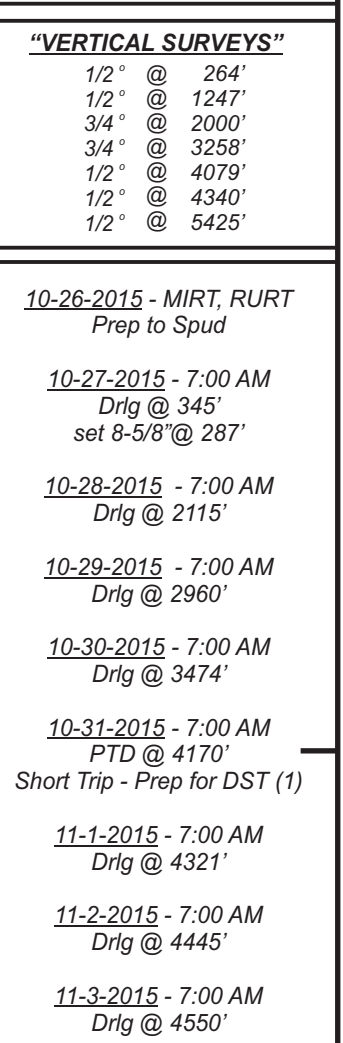 “VERTICAL SURVEYS”
1/2 ° @ 264’
1/2 ° @ 1247’
3/4 ° @ 2000’
3/4 ° @ 3258’
1/2 ° @ 4079’
1/2 ° @ 4340’
1/2 ° @ 5425’
10-26-2015 - MIRT, RURT
Prep to Spud
10-27-2015 - 7:00 AM
Drlg @ 345’
set 8-5/8”@ 287’
10-28-2015 - 7:00 AM
Drlg @ 2115’
10-29-2015 - 7:00 AM
Drlg @ 2960’
10-30-2015 - 7:00 AM
Drlg @ 3474’
10-31-2015 - 7:00 AM
PTD @ 4170’
Short Trip - Prep for DST (1)
11-1-2015 - 7:00 AM
Drlg @ 4321’
11-2-2015 - 7:00 AM
Drlg @ 4445’
11-3-2015 - 7:00 AM
Drlg @ 4550’